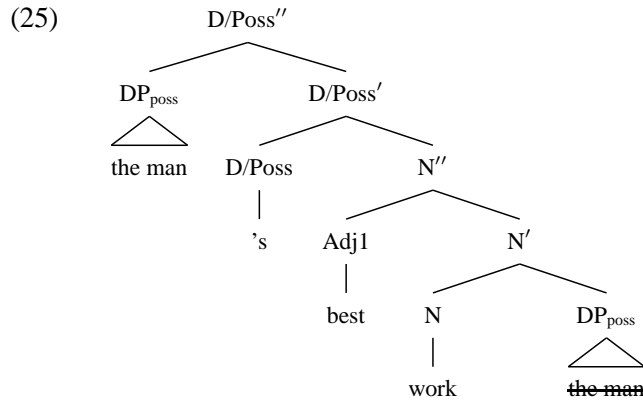 (25)
D/Poss′′
DPposs D/Poss′
the man D/Poss N′′
's Adj1 N′
best N DPposs
work the man